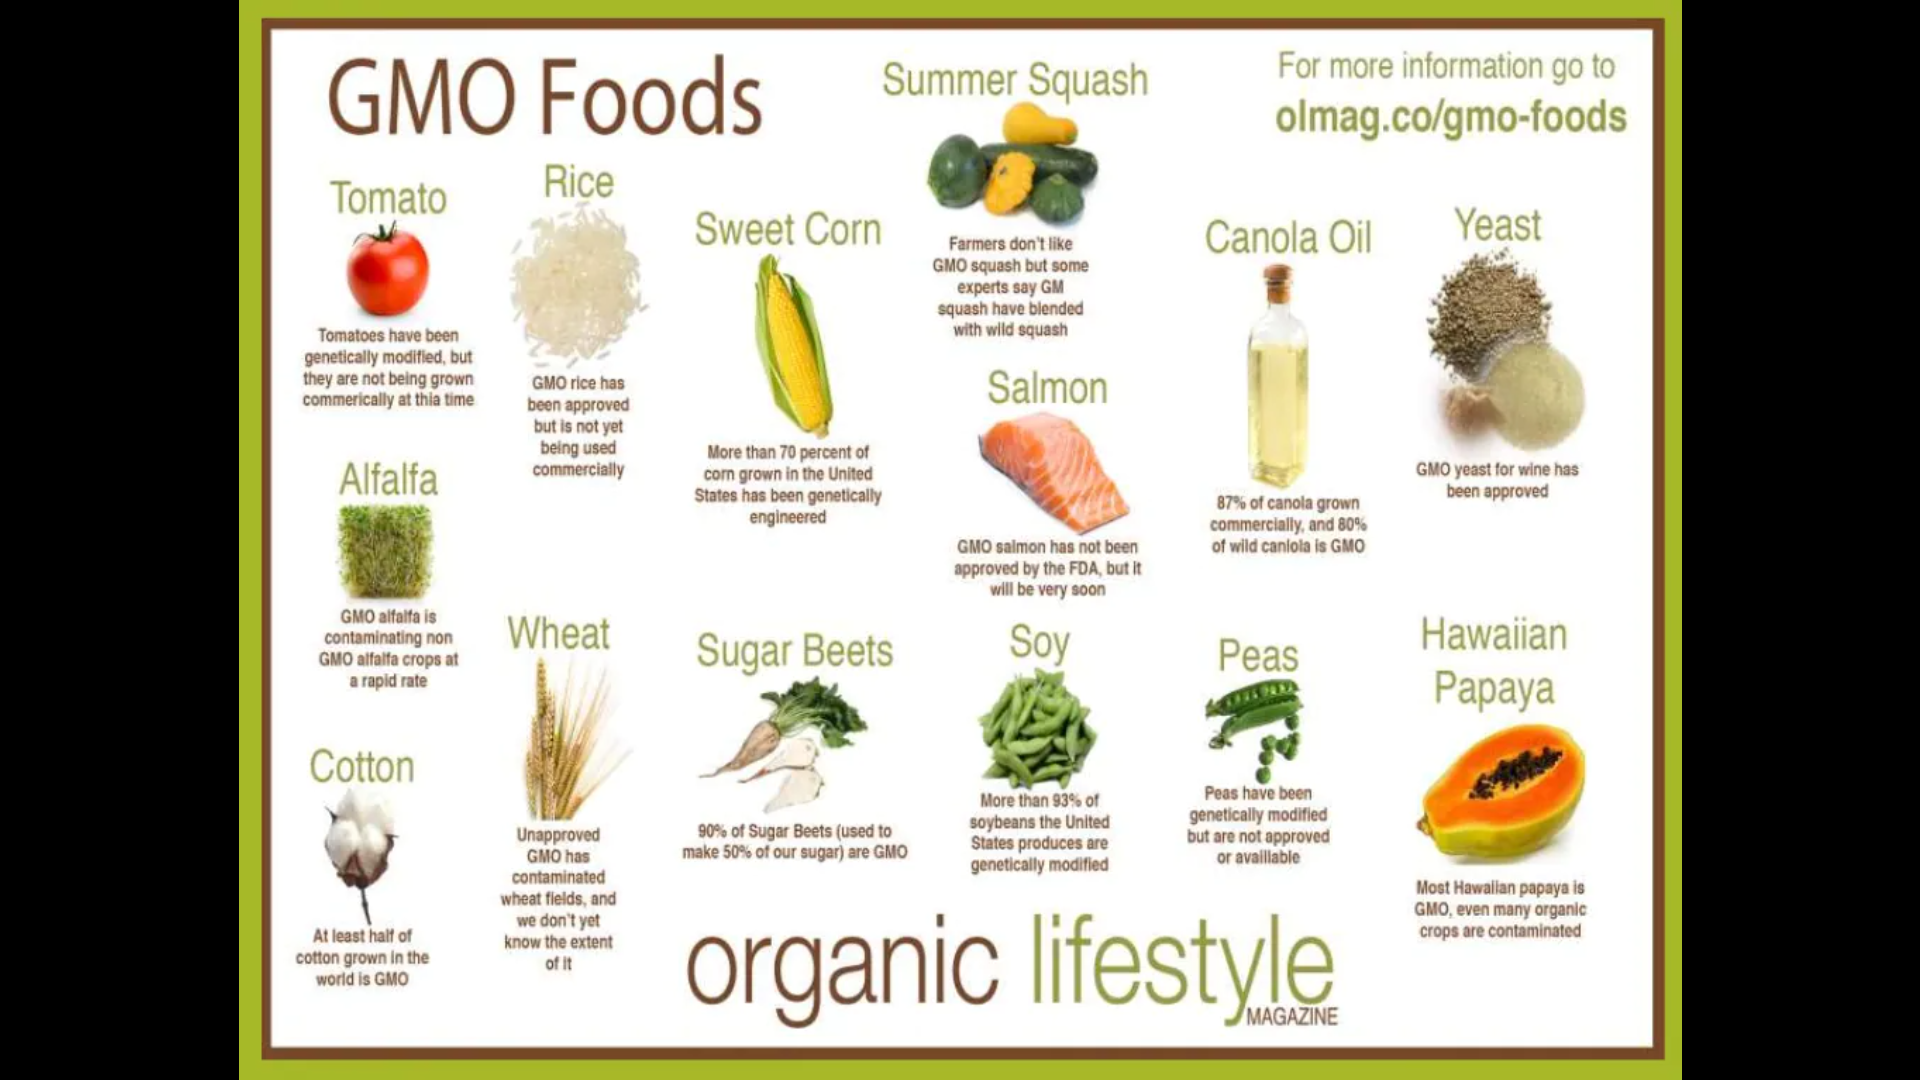 GMO Foods
For more information go to
olmag.co/gmo-foods
Tomato
Tomatoes have been
genetically modified, but
they are not being grown
commerically at thia time
Rice
GMO rice has
been approved
but is not yet
being used
commercially
Sweet Corn
More than 70 percent of
corn grown in the United
States has been genetically
engineered
Summer Squash
Farmers don't like
GMO squash but some
experts say GM
squash have blended
with wild squash
Salmon
GMO salmon has not been
approved by the FDA, but it
will be very soon
Canola Oil
87% of canola grown
commercially, and 80%
of wild canlola is GMO
Yeast
GMO yeast for wine has
been approved
Alfalfa
GMO alfalfa is
contaminating non
GMO alfalfa crops at
a rapid rate
Cotton
At least half of
cotton grown in the
world is GMO
Wheat
Unapproved
GMO has
contaminated
wheat fields, and
we don't yet
know the extent
of it
Sugar Beets
90% of Sugar Beets (used to
make 50% of our sugar) are GMO
Soy
More than 93% of
soybeans the United
States produces are
genetically modified
Peas
Peas have been
genetically modified
but are not approved
or availlable
Hawaiian
Papaya
Most Hawaiian papaya is
GMO, even many organic
crops are contaminated
organic lifestyle
MAGAZINE